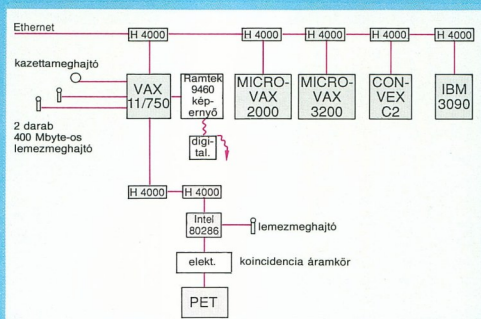 Ethernet
H 4000
H 4000
H 4000
H 4000
H 4000
kazettameghajtó
VAX
11/750
Ramtek
9460
kép-
ernyő
MICRO-
VAX
2000
MICRO-
VAX
3200
CON-
VEX
C2
IBM
3090
2 darab
400 Mbyte-os
lemezmeghajtó
digi-
tal.
H 4000
H 4000
Intel
80286
lemezmeghajtó
elekt.
koincidencia áramkör
PET